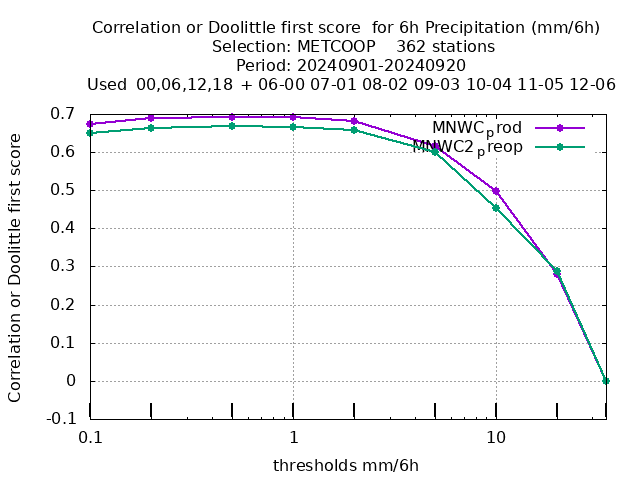 Correlation or Doolittle first score  for 6h Precipitation (mm/6h)
Selection: METCOOP    362 stations
Period: 20240901-20240920
Used  00,06,12,18  + 06-00 07-01 08-02 09-03 10-04 11-05 12-06
MNWC_prod
MNWC2_preop
0.7
0.6
0.5
0.4
0.3
0.2
0.1
0
-0.1
Correlation or Doolittle first score
0.1 1 10
thresholds mm/6h